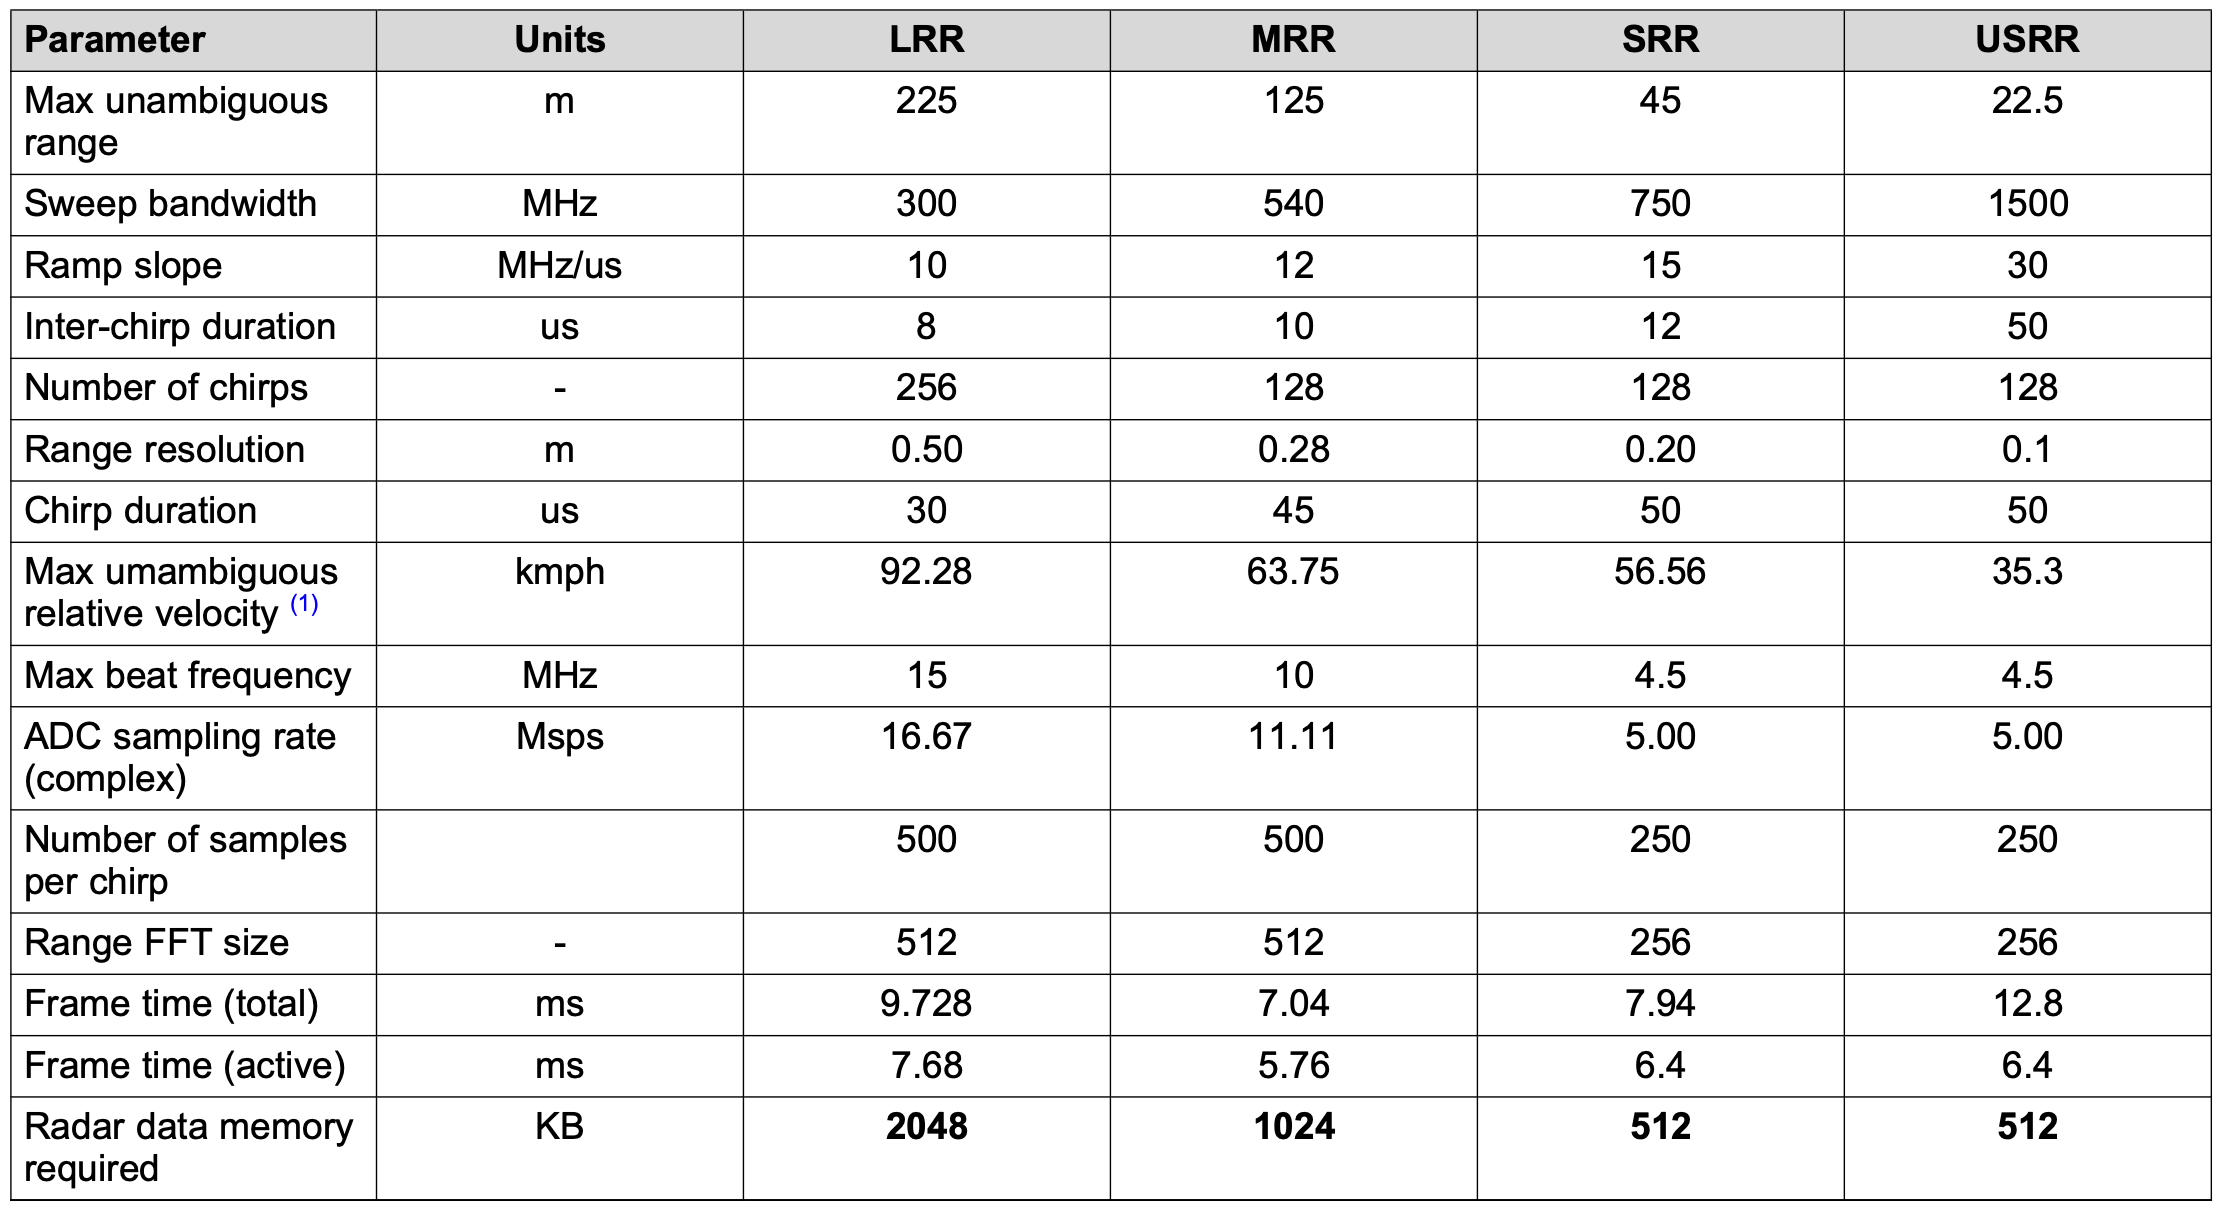 Parameter Units LRR MRR SRR USRR
Max unambiguous m 225 125 45 22.5
range
Sweep bandwidth MHz 300 540 750 1500
Ramp slope MHz/us 10 12 15 30
Inter-chirp duration us 8 10 12 50
Number of chirps - 256 128 128 128
Range resolution m 0.50 0.28 0.20 0.1
Chirp duration us 30 45 50 50
Max umambiguous kmph 92.28 63.75 56.56 35.3
relative velocity (1)
Max beat frequency MHz 15 10 4.5 4.5
ADC sampling rate Msps 16.67 11.11 5.00 5.00
(complex)
Number of samples 500 500 250 250
per chirp
Range FFT size - 512 512 256 256
Frame time (total) ms 9.728 7.04 7.94 12.8
Frame time (active) ms 7.68 5.76 6.4 6.4
Radar data memory KB 2048 1024 512 512
required